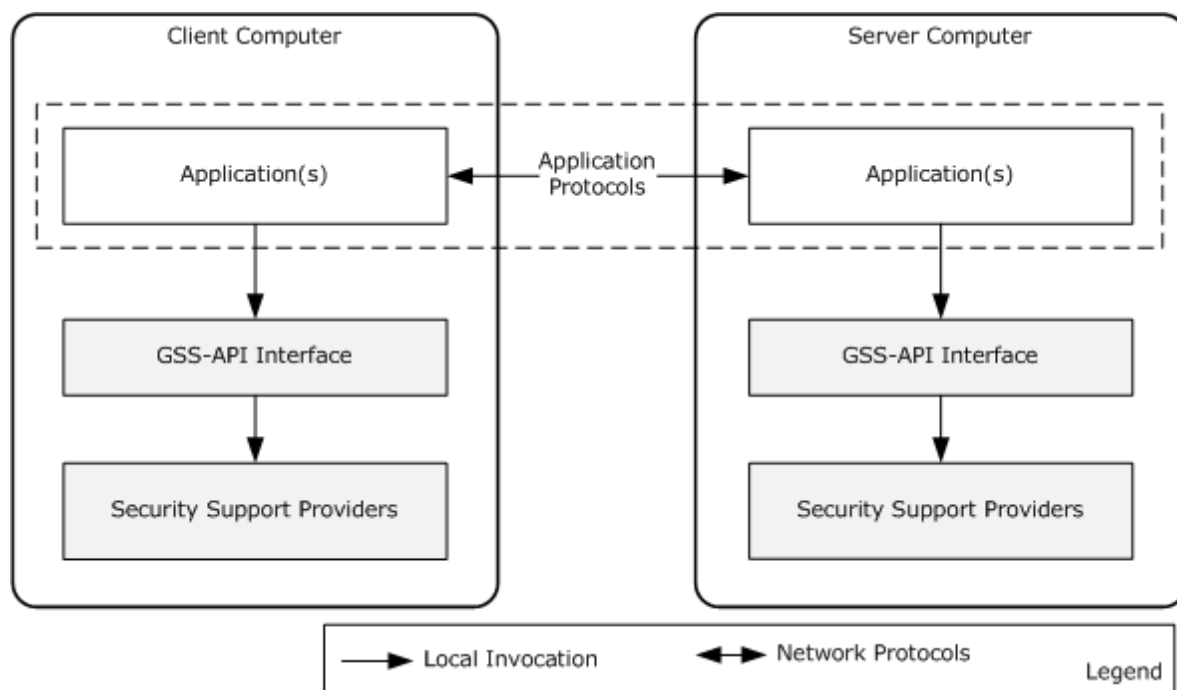 Client Computer
Server Computer
Application(s)
Application
Protocols
Application(s)
GSS-API Interface
GSS-API Interface
Security Support Providers
Security Support Providers
Local Invocation
Network Protocols
Legend